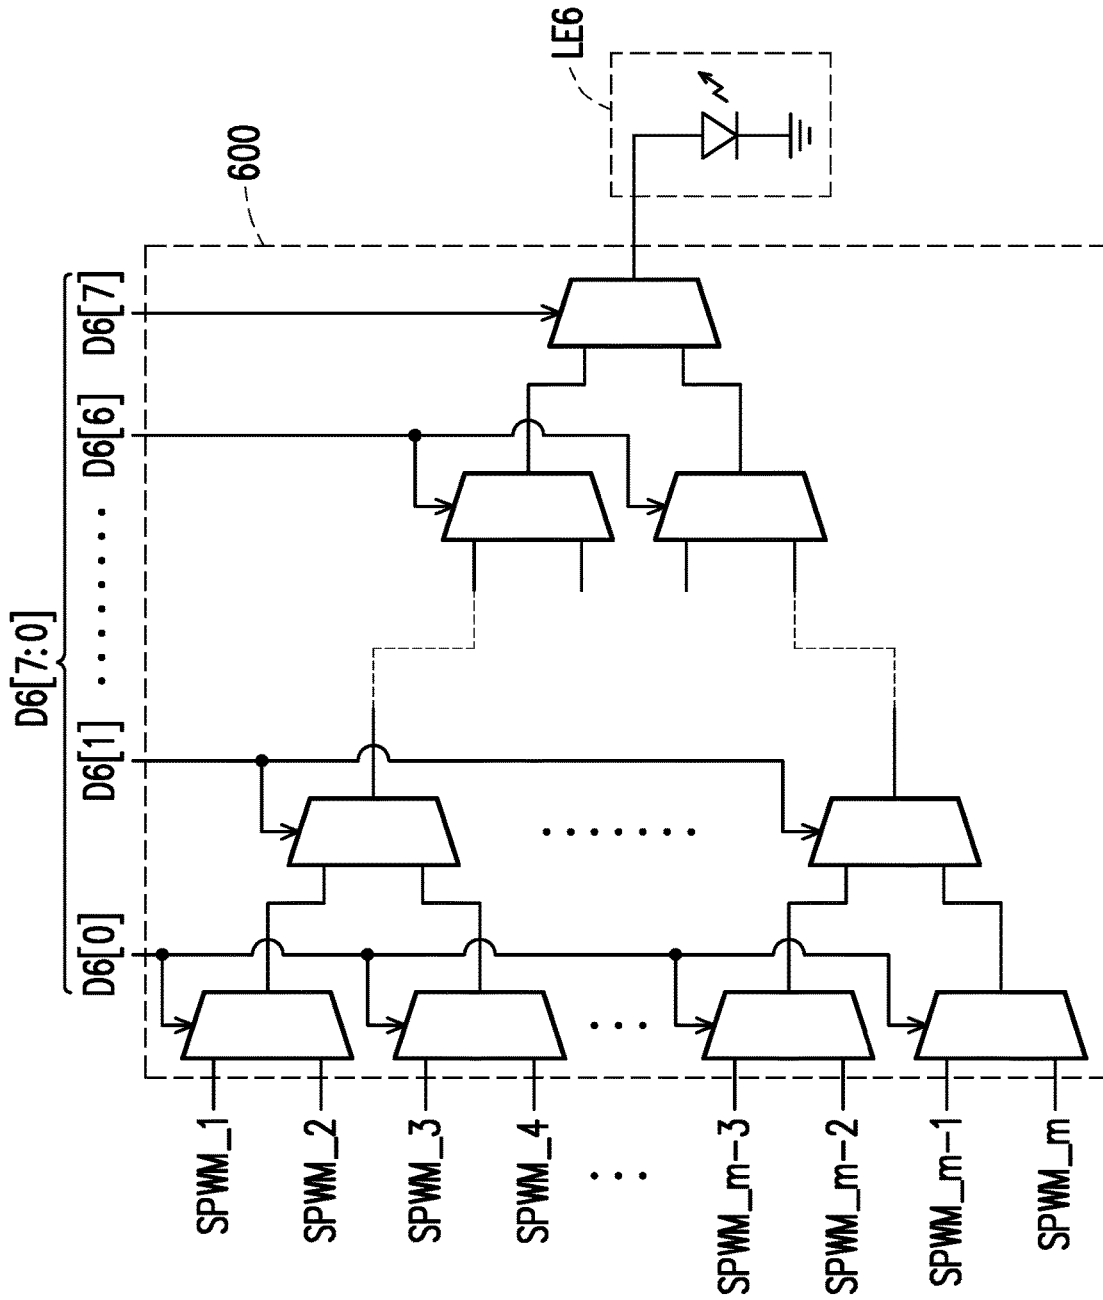 D6[7:0]
D6[0]
D6[1]
D6[6]
D6[7]
600
LE6
SPWM_1
SPWM_2
SPWM_3
SPWM_4
SPWM_m-3
SPWM_m-2
SPWM_m-1
SPWM_m